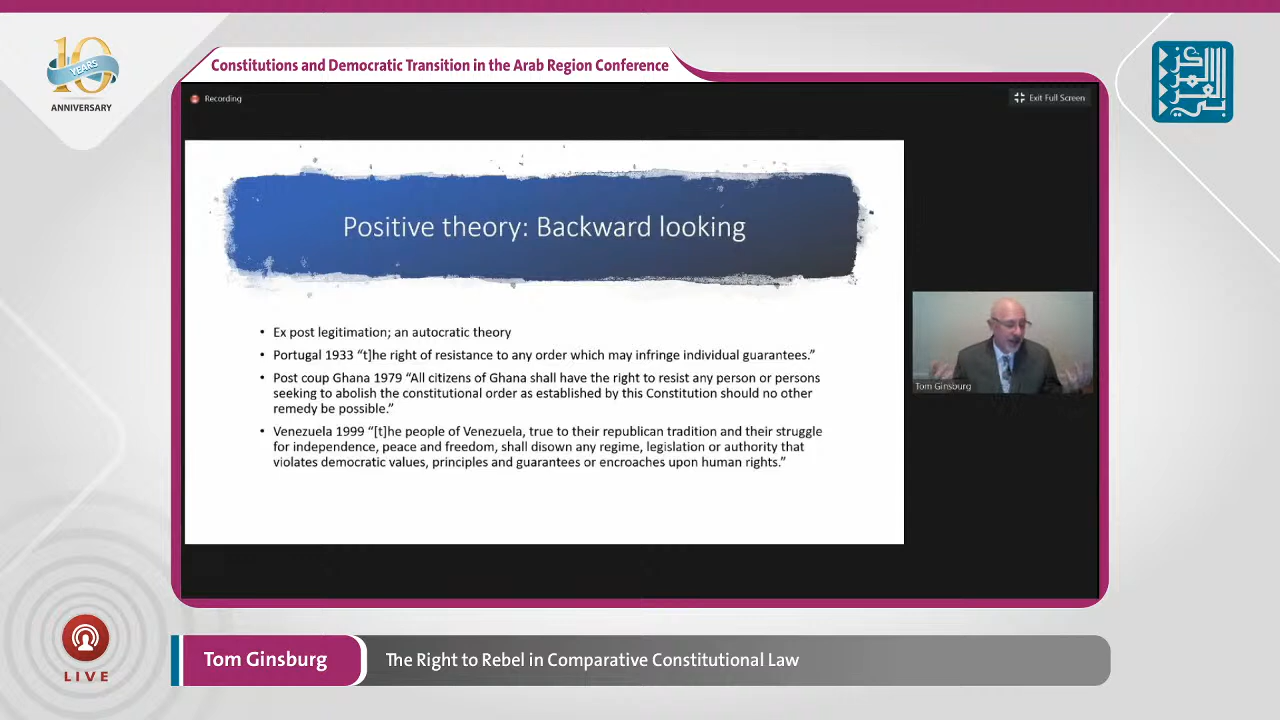 10
YEARS
ANNIVERSARY
Constitutions and Democratic Transition in the Arab Region Conference
المركز
العربي
Recording
Exit Full Screen
Positive theory: Backward looking
• Ex post legitimation; an autocratic theory
• Portugal 1933 “t]he right of resistance to any order which may infringe individual guarantees.”
• Post coup Ghana 1979 “All citizens of Ghana shall have the right to resist any person or persons
seeking to abolish the constitutional order as established by this Constitution should no other
remedy be possible.”
• Venezuela 1999 “[t]he people of Venezuela, true to their republican tradition and their struggle
for independence, peace and freedom, shall disown any regime, legislation or authority that
violates democratic values, principles and guarantees or encroaches upon human rights.”
Tom Ginsburg
LIVE
Tom Ginsburg
The Right to Rebel in Comparative Constitutional Law